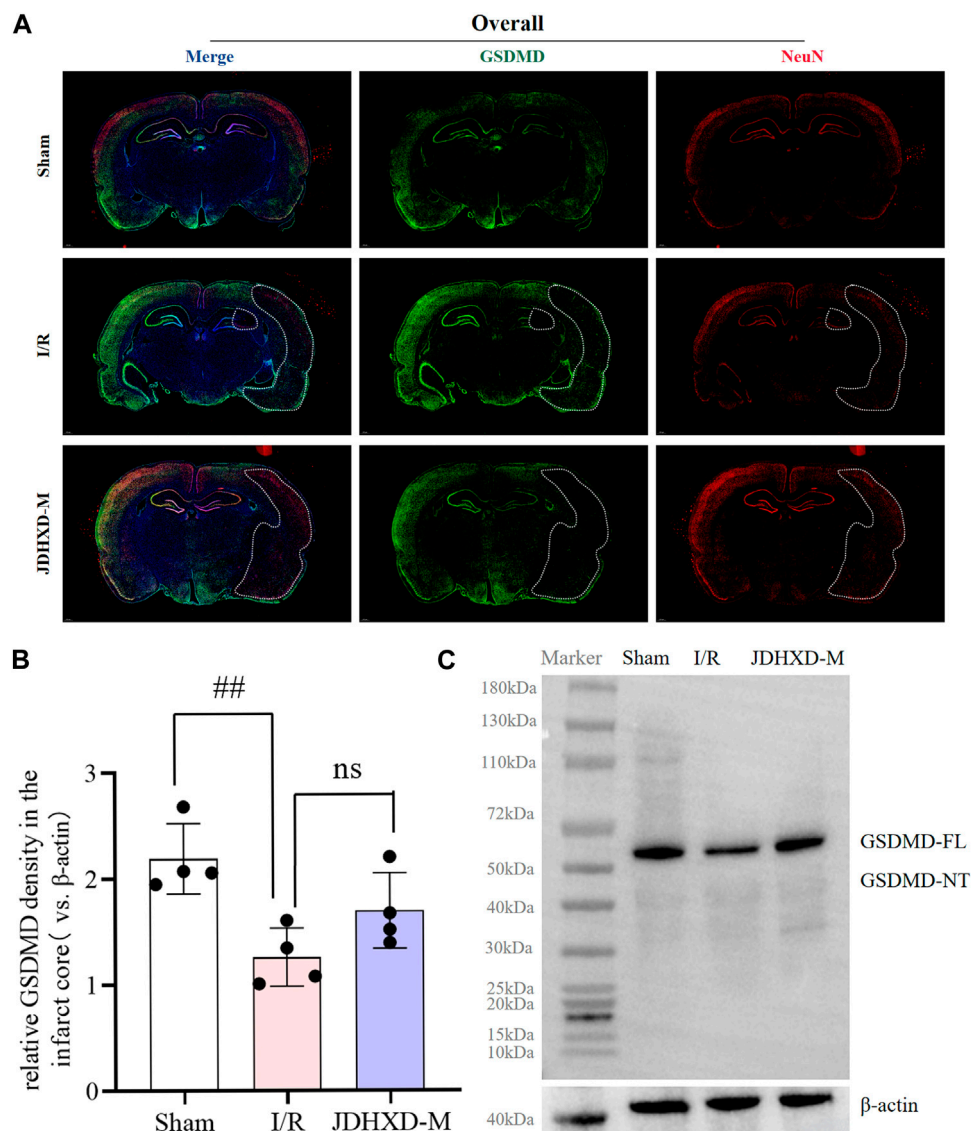 A
Overall
Merge
GSDMD
NeuN
Sham
I/R
JDHXD-M
B
##
ns
relative GSDMD density in the
infarct core( vs. β-actin)
3
2
1
0
Sham
I/R
JDHXD-M
C
Marker
Sham
I/R
JDHXD-M
180kDa
130kDa
110kDa
72kDa
50kDa
40kDa
30kDa
25kDa
20kDa
15kDa
10kDa
GSDMD-FL
GSDMD-NT
40kDa
β-actin